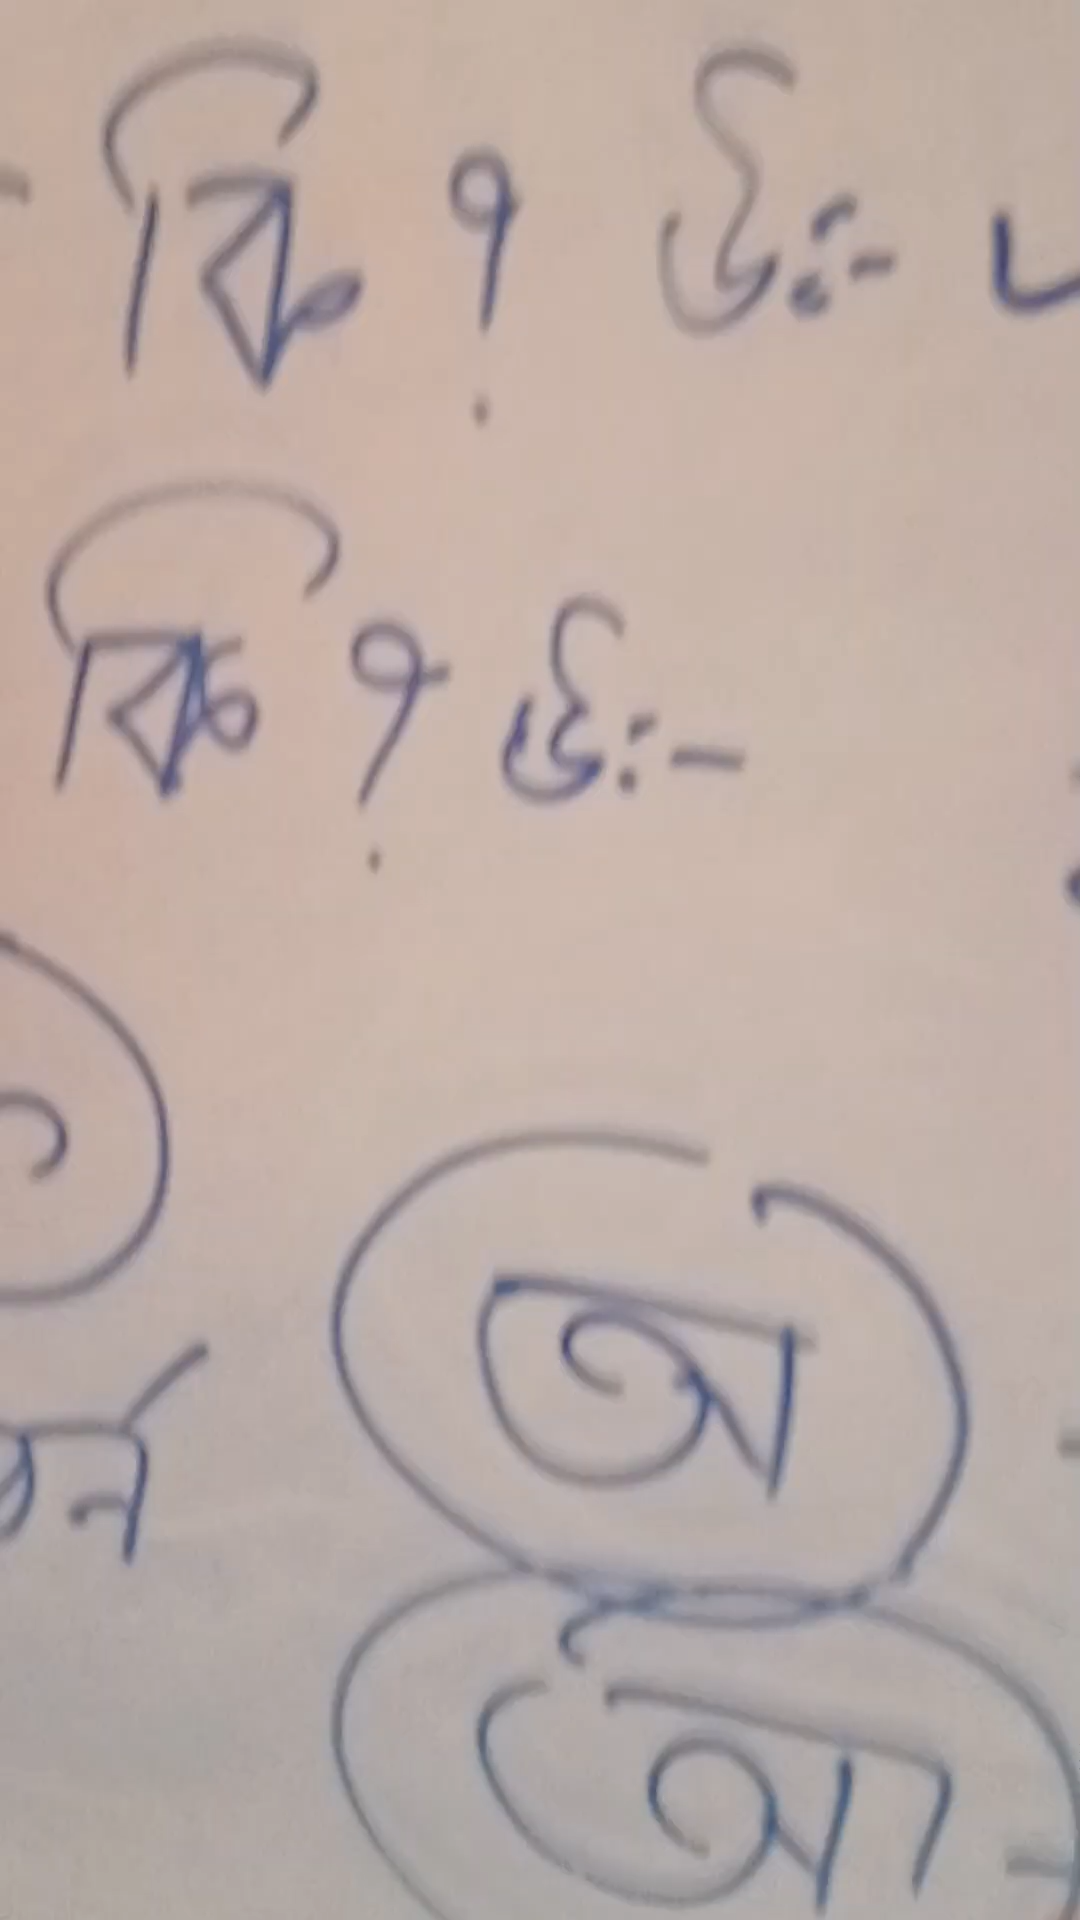 কি ? উঃ-
কি ? উঃ-
অ
আ